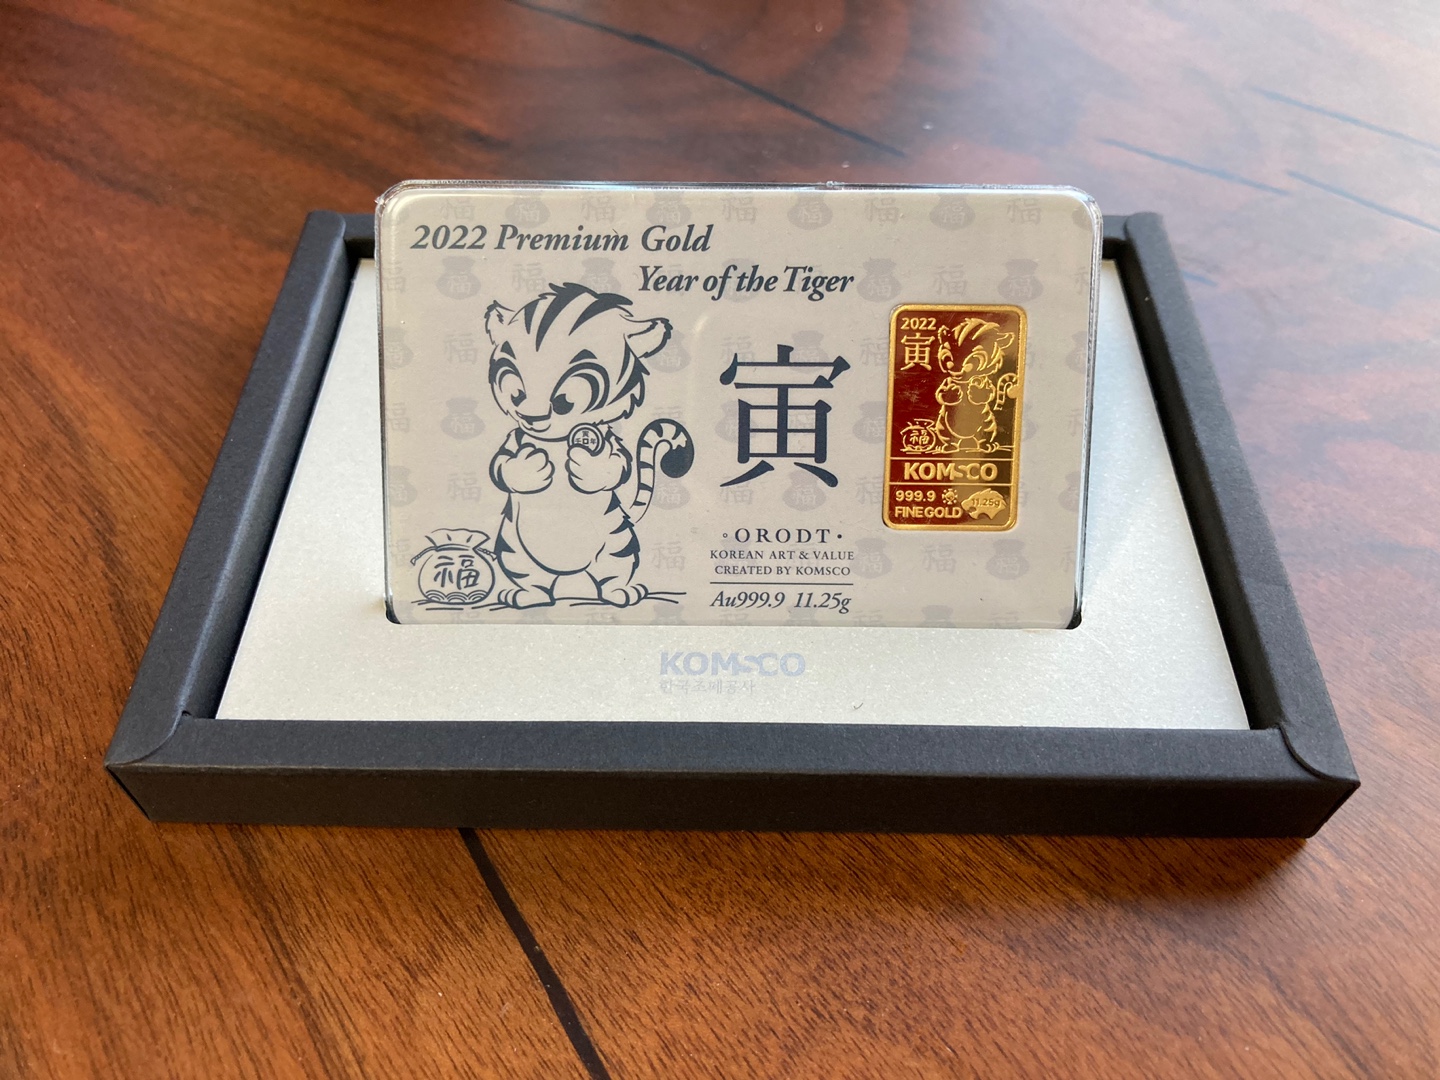 2022 Premium Gold
Year of the Tiger
寅
福
ORODT
KOREAN ART & VALUE
CREATED BY KOMSCO
Au999.9 11.25g
2022
寅
福
KOMSCO
999.9
11.25g
FINE GOLD
KOMSCO
한국조폐공사